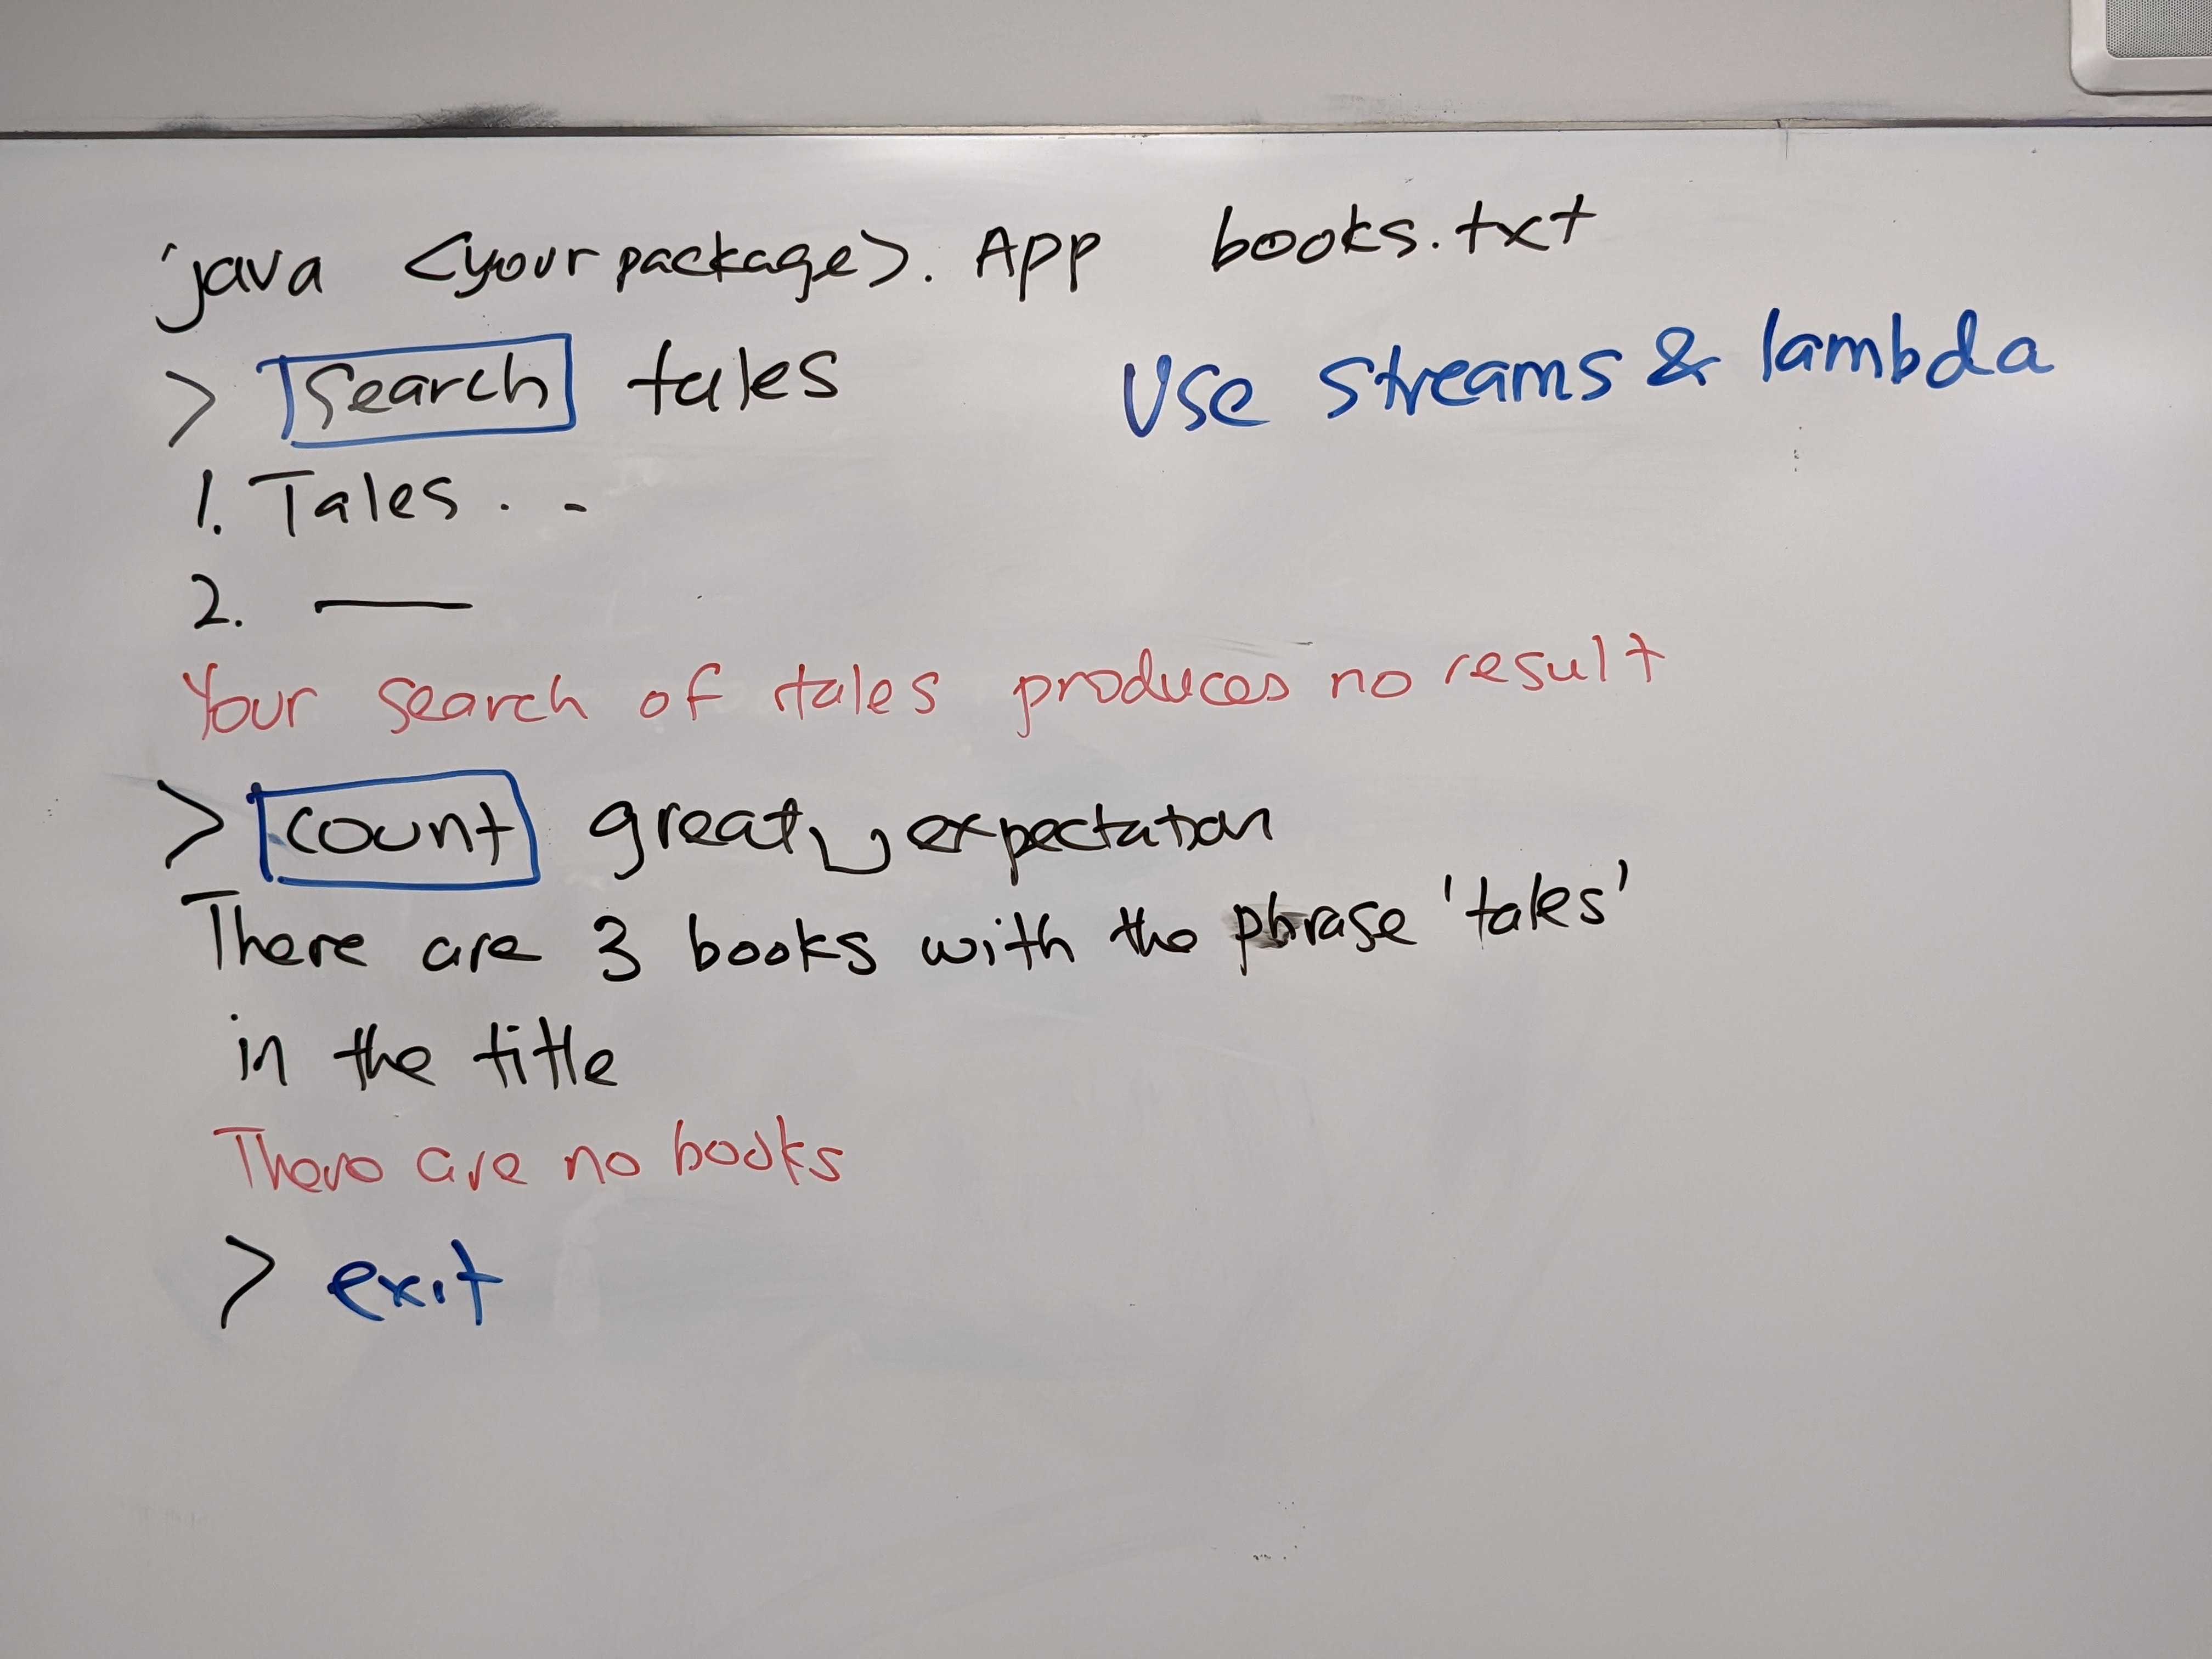 java <your package>. App books.txt
> Search tales Use streams & lambda
1. Tales . . -
2. —
Your search of tales produces no result
> count great␣expectation
There are 3 books with the phrase 'tales'
in the title
There are no books
> exit